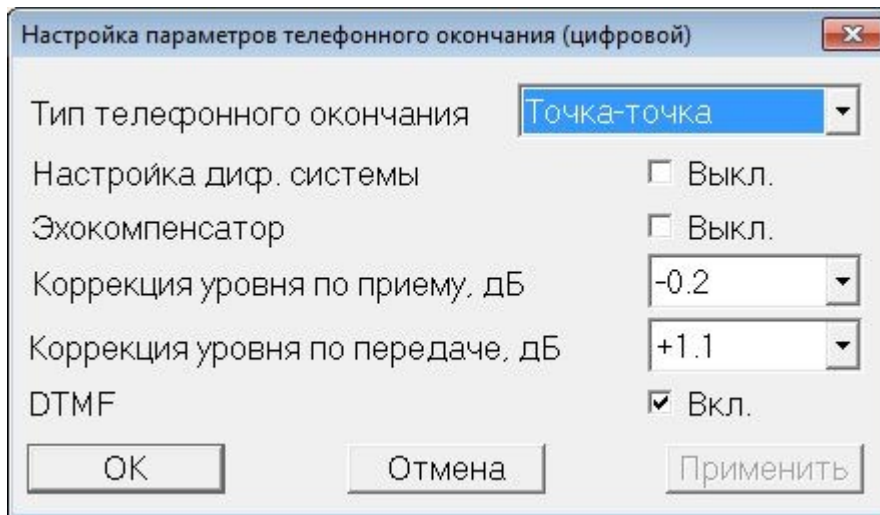 Настройка параметров телефонного окончания (цифровой)
Тип телефонного окончания Точка-точка
Настройка диф. системы Выкл.
Эхокомпенсатор Выкл.
Коррекция уровня по приему, дБ -0.2
Коррекция уровня по передаче, дБ +1.1
DTMF Вкл.
OK Отмена Применить